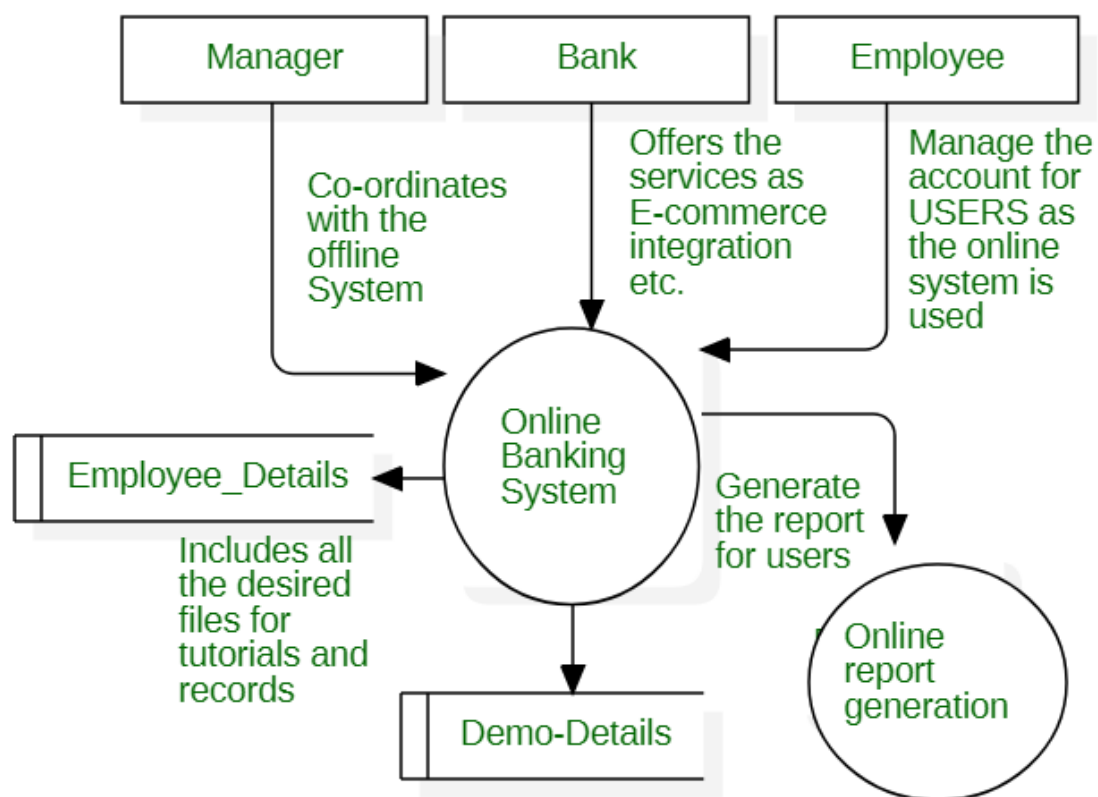 Manager
Bank
Employee
Co-ordinates
with the
offline
System
Offers the
services as
E-commerce
integration
etc.
Manage the
account for
USERS as
the online
system is
used
Online
Banking
System
Employee_Details
Includes all
the desired
files for
tutorials and
records
Generate
the report
for users
Demo-Details
Online
report
generation